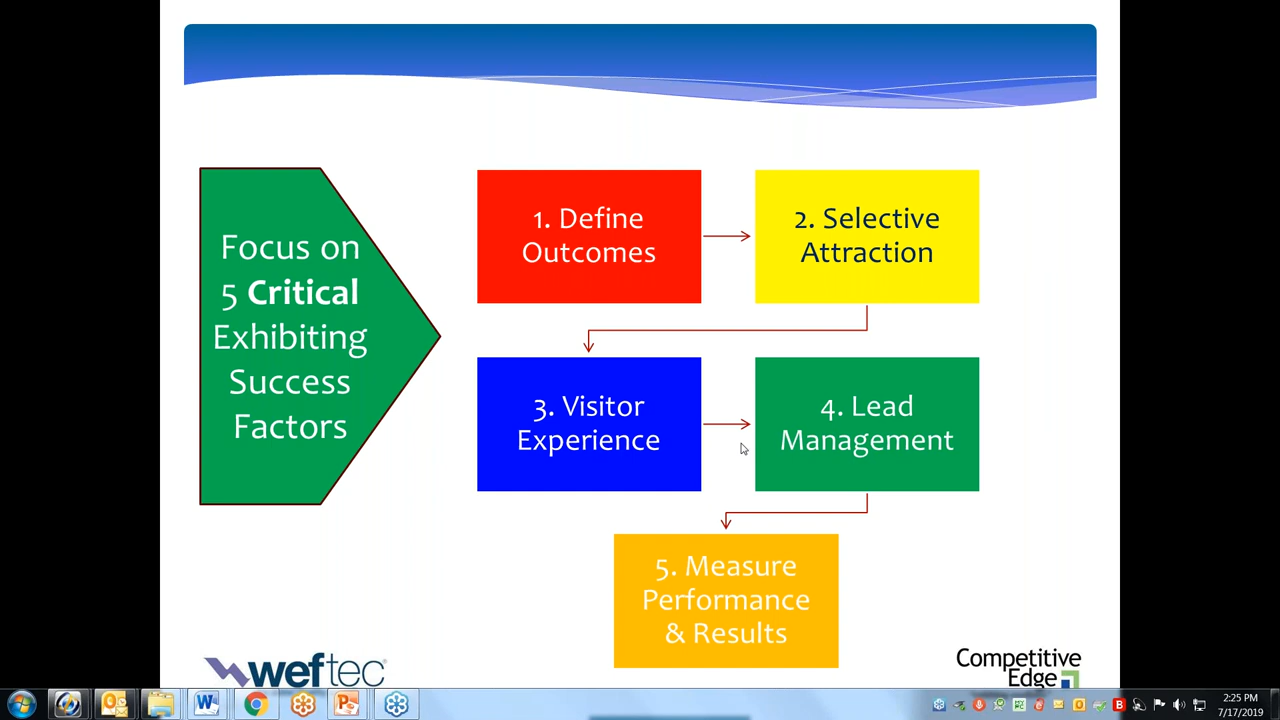 Focus on
5 Critical
Exhibiting
Success
Factors
1. Define
Outcomes
2. Selective
Attraction
3. Visitor
Experience
4. Lead
Management
5. Measure
Performance
& Results
weftec
Competitive
Edge
2:25 PM
7/17/2019